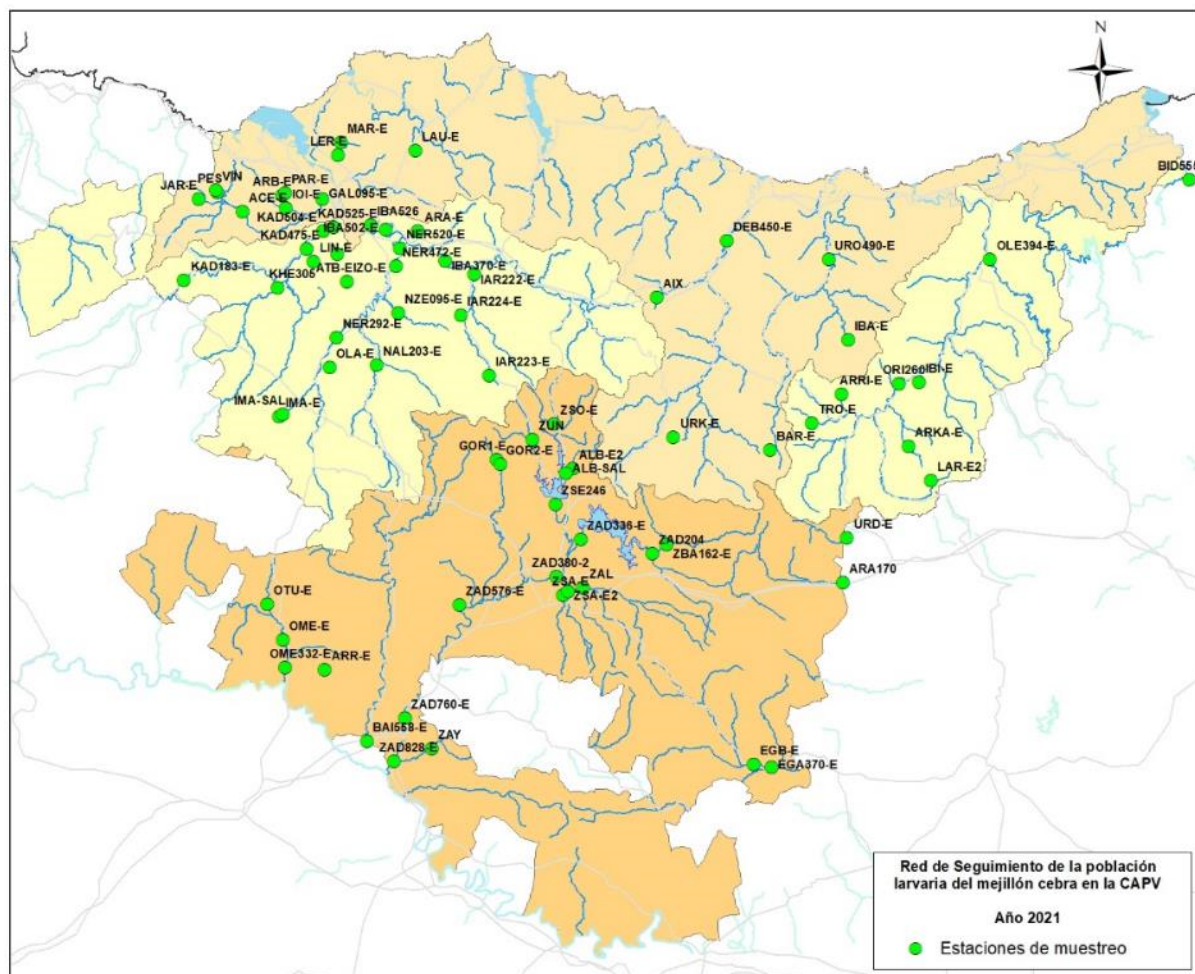 N
MAR-E
LER-E
LAU-E
BID555
PES
VIN
JAR-E
ARB-E
PAR-E
IOI-E
ACE-E
GAL095-E
KAD504-E
KAD525-E
IBA526
ARA-E
KAD475-E
IBA502-E
NER520-E
DEB450-E
LIN-E
NER472-E
URO490-E
OLE394-E
KAD183-E
KHE305
ATB-E
IZO-E
IBA370-E
IAR222-E
AIX
NZE095-E
IAR224-E
NER292-E
IBA-E
OLA-E
NAL203-E
IAR223-E
ORI260
IBI-E
ARRI-E
TRO-E
IMA-SAL
IMA-E
ZSO-E
ZUN
URK-E
BAR-E
ARKA-E
GOR1-E
GOR2-E
ALB-E2
ALB-SAL
LAR-E2
ZSE246
ZAD336-E
URD-E
ZAD204
ZBA162-E
ZAD380-2
ZAL
ARA170
ZSA-E
ZSA-E2
OTU-E
ZAD576-E
OME-E
OME332-E
ARR-E
ZAD760-E
BAI558-E
ZAY
ZAD828-E
EGB-E
EGA370-E
Red de Seguimiento de la población
larvaria del mejillón cebra en la CAPV
Año 2021
Estaciones de muestreo